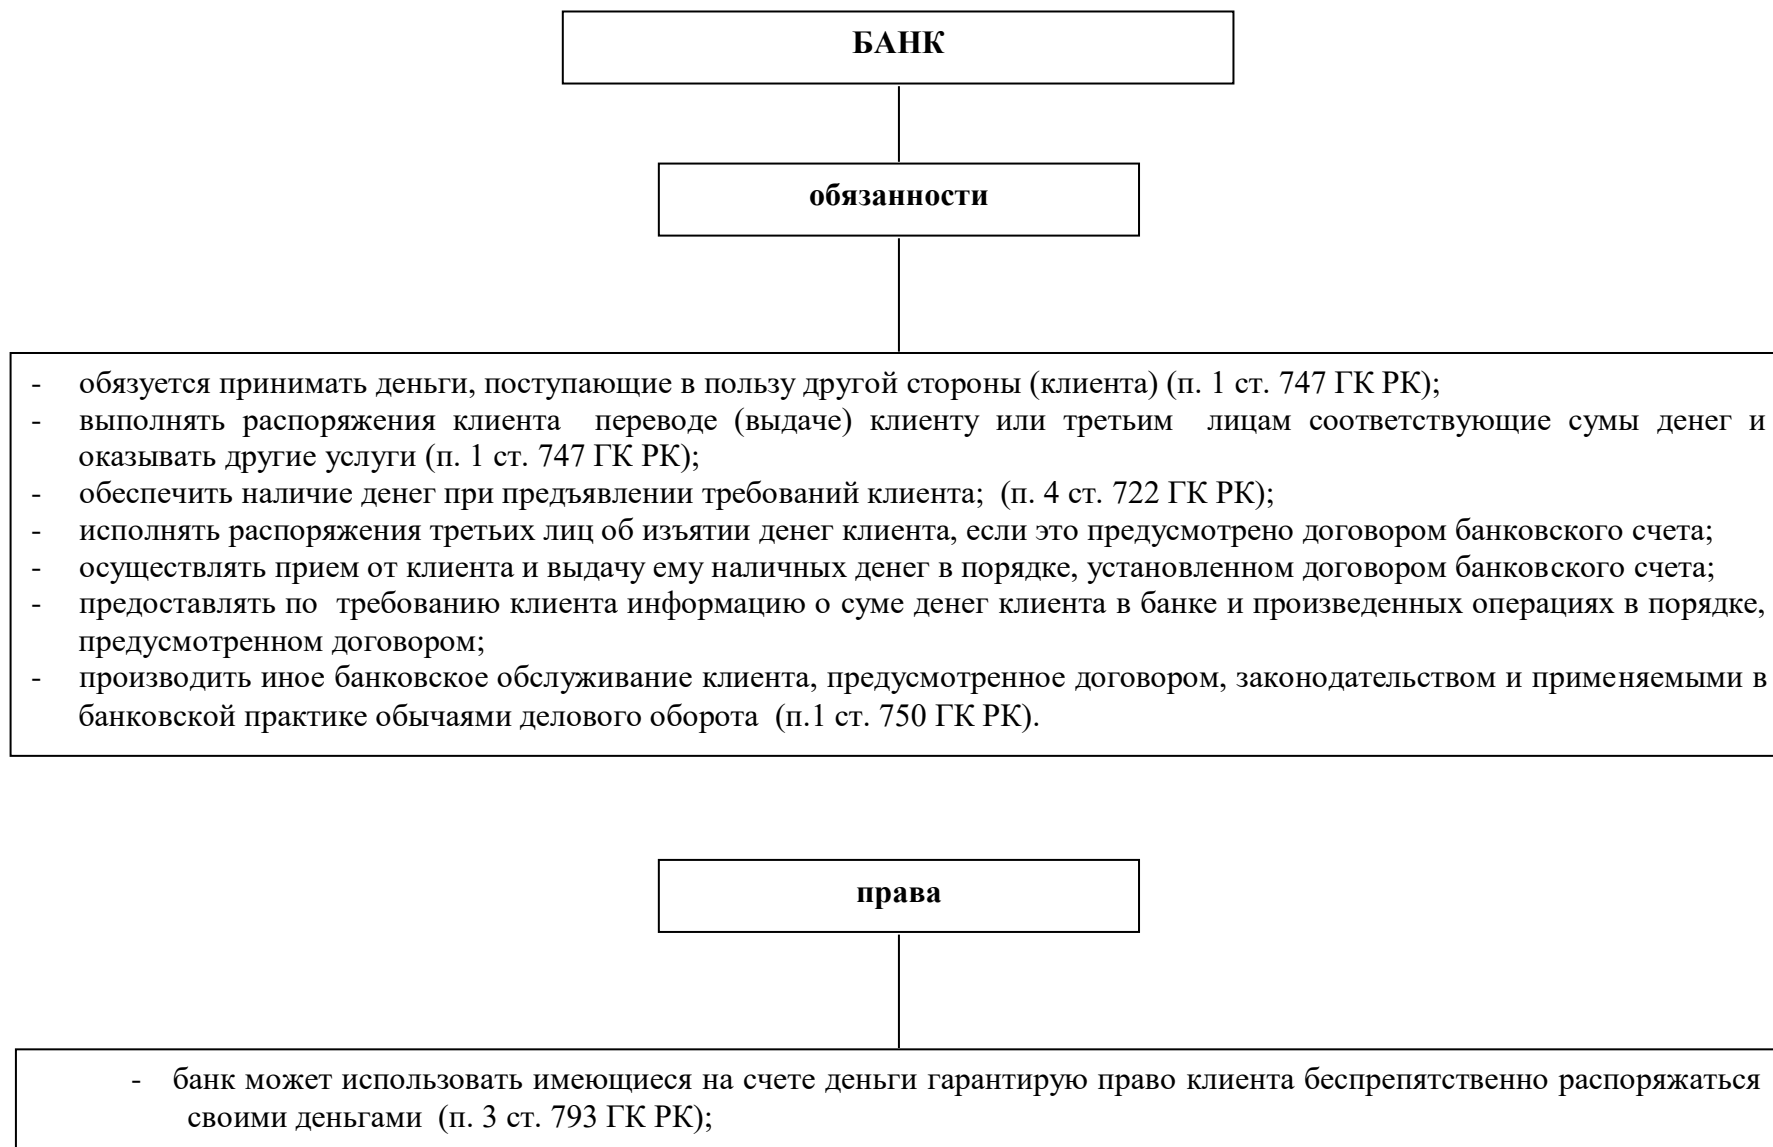 БАНК
обязанности
- обязуется принимать деньги, поступающие в пользу другой стороны (клиента) (п. 1 ст. 747 ГК РК);
- выполнять распоряжения клиента переводе (выдаче) клиенту или третьим лицам соответствующие сумы денег и
оказывать другие услуги (п. 1 ст. 747 ГК РК);
- обеспечить наличие денег при предъявлении требований клиента; (п. 4 ст. 722 ГК РК);
- исполнять распоряжения третьих лиц об изъятии денег клиента, если это предусмотрено договором банковского счета;
- осуществлять прием от клиента и выдачу ему наличных денег в порядке, установленном договором банковского счета;
- предоставлять по требованию клиента информацию о суме денег клиента в банке и произведенных операциях в порядке,
предусмотренном договором;
- производить иное банковское обслуживание клиента, предусмотренное договором, законодательством и применяемыми в
банковской практике обычаями делового оборота (п.1 ст. 750 ГК РК).
права
- банк может использовать имеющиеся на счете деньги гарантирую право клиента беспрепятственно распоряжаться
своими деньгами (п. 3 ст. 793 ГК РК);